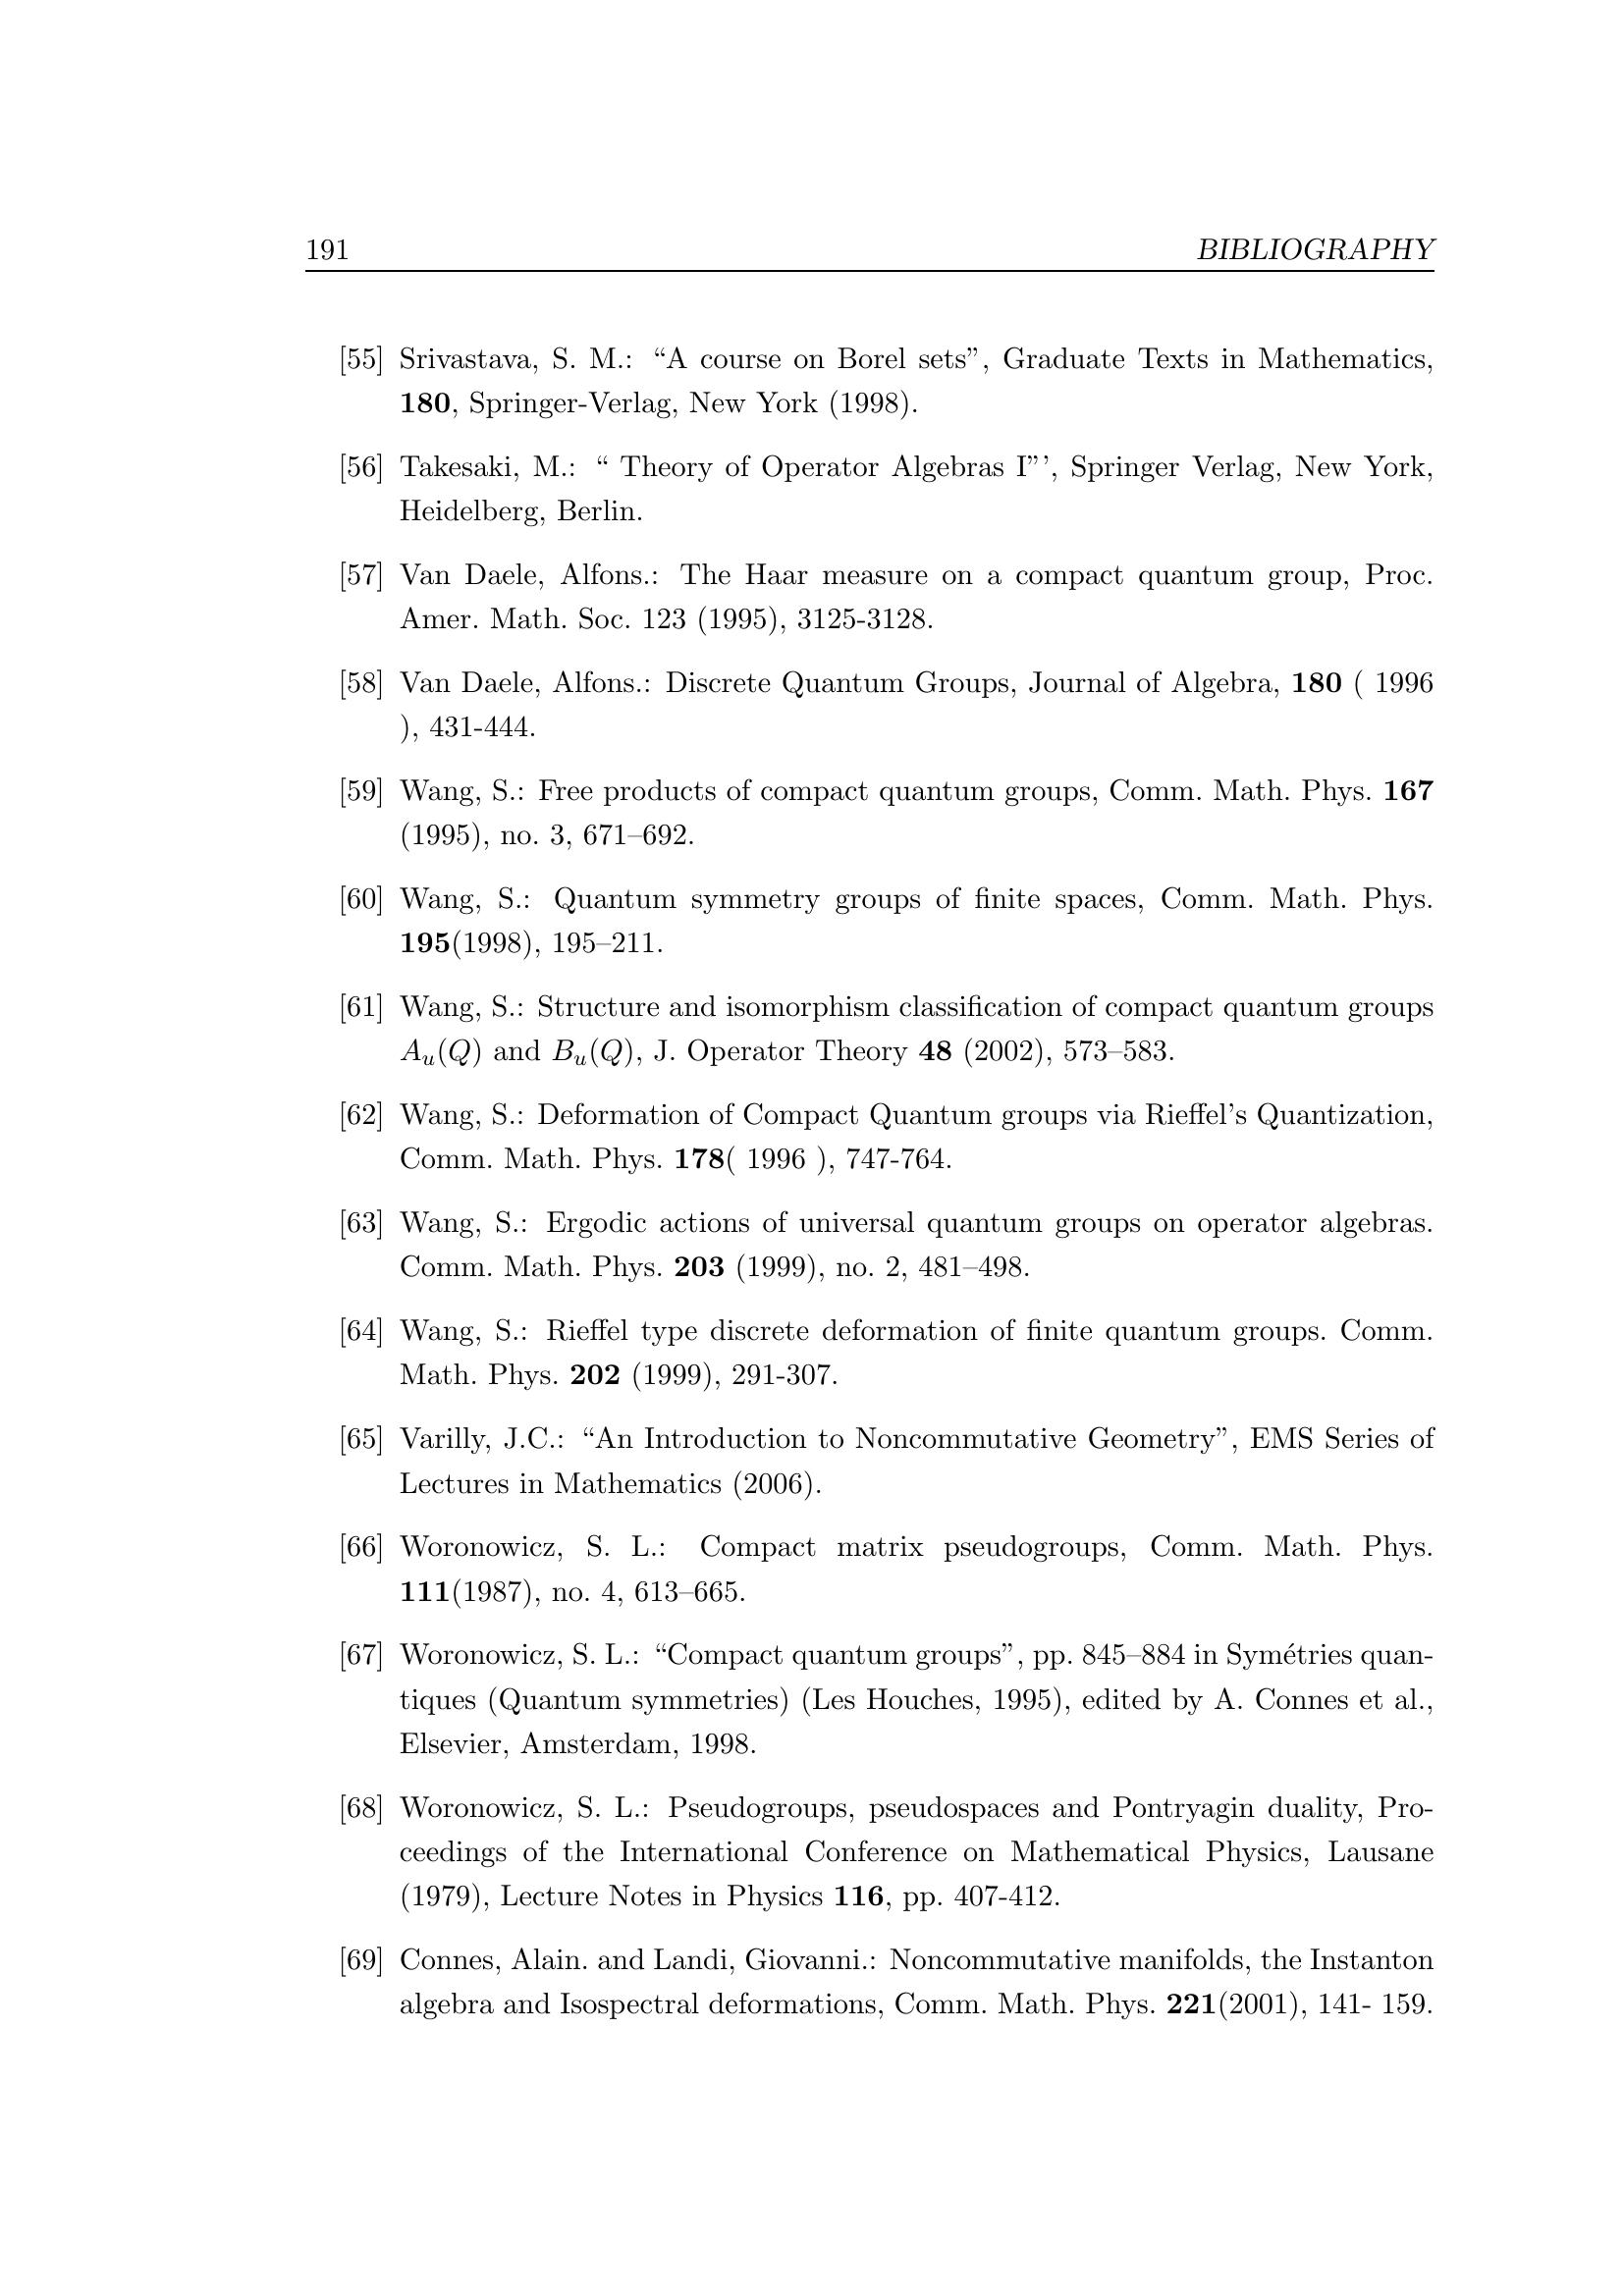 191 BIBLIOGRAPHY
[55] Srivastava, S. M.: “A course on Borel sets”, Graduate Texts in Mathematics,
180, Springer-Verlag, New York (1998).
[56] Takesaki, M.: “ Theory of Operator Algebras I”’, Springer Verlag, New York,
Heidelberg, Berlin.
[57] Van Daele, Alfons.: The Haar measure on a compact quantum group, Proc.
Amer. Math. Soc. 123 (1995), 3125-3128.
[58] Van Daele, Alfons.: Discrete Quantum Groups, Journal of Algebra, 180 ( 1996
), 431-444.
[59] Wang, S.: Free products of compact quantum groups, Comm. Math. Phys. 167
(1995), no. 3, 671–692.
[60] Wang, S.: Quantum symmetry groups of finite spaces, Comm. Math. Phys.
195(1998), 195–211.
[61] Wang, S.: Structure and isomorphism classification of compact quantum groups
A_u(Q) and B_u(Q), J. Operator Theory 48 (2002), 573–583.
[62] Wang, S.: Deformation of Compact Quantum groups via Rieffel’s Quantization,
Comm. Math. Phys. 178( 1996 ), 747-764.
[63] Wang, S.: Ergodic actions of universal quantum groups on operator algebras.
Comm. Math. Phys. 203 (1999), no. 2, 481–498.
[64] Wang, S.: Rieffel type discrete deformation of finite quantum groups. Comm.
Math. Phys. 202 (1999), 291-307.
[65] Varilly, J.C.: “An Introduction to Noncommutative Geometry”, EMS Series of
Lectures in Mathematics (2006).
[66] Woronowicz, S. L.: Compact matrix pseudogroups, Comm. Math. Phys.
111(1987), no. 4, 613–665.
[67] Woronowicz, S. L.: “Compact quantum groups”, pp. 845–884 in Symétries quan-
tiques (Quantum symmetries) (Les Houches, 1995), edited by A. Connes et al.,
Elsevier, Amsterdam, 1998.
[68] Woronowicz, S. L.: Pseudogroups, pseudospaces and Pontryagin duality, Pro-
ceedings of the International Conference on Mathematical Physics, Lausane
(1979), Lecture Notes in Physics 116, pp. 407-412.
[69] Connes, Alain. and Landi, Giovanni.: Noncommutative manifolds, the Instanton
algebra and Isospectral deformations, Comm. Math. Phys. 221(2001), 141- 159.